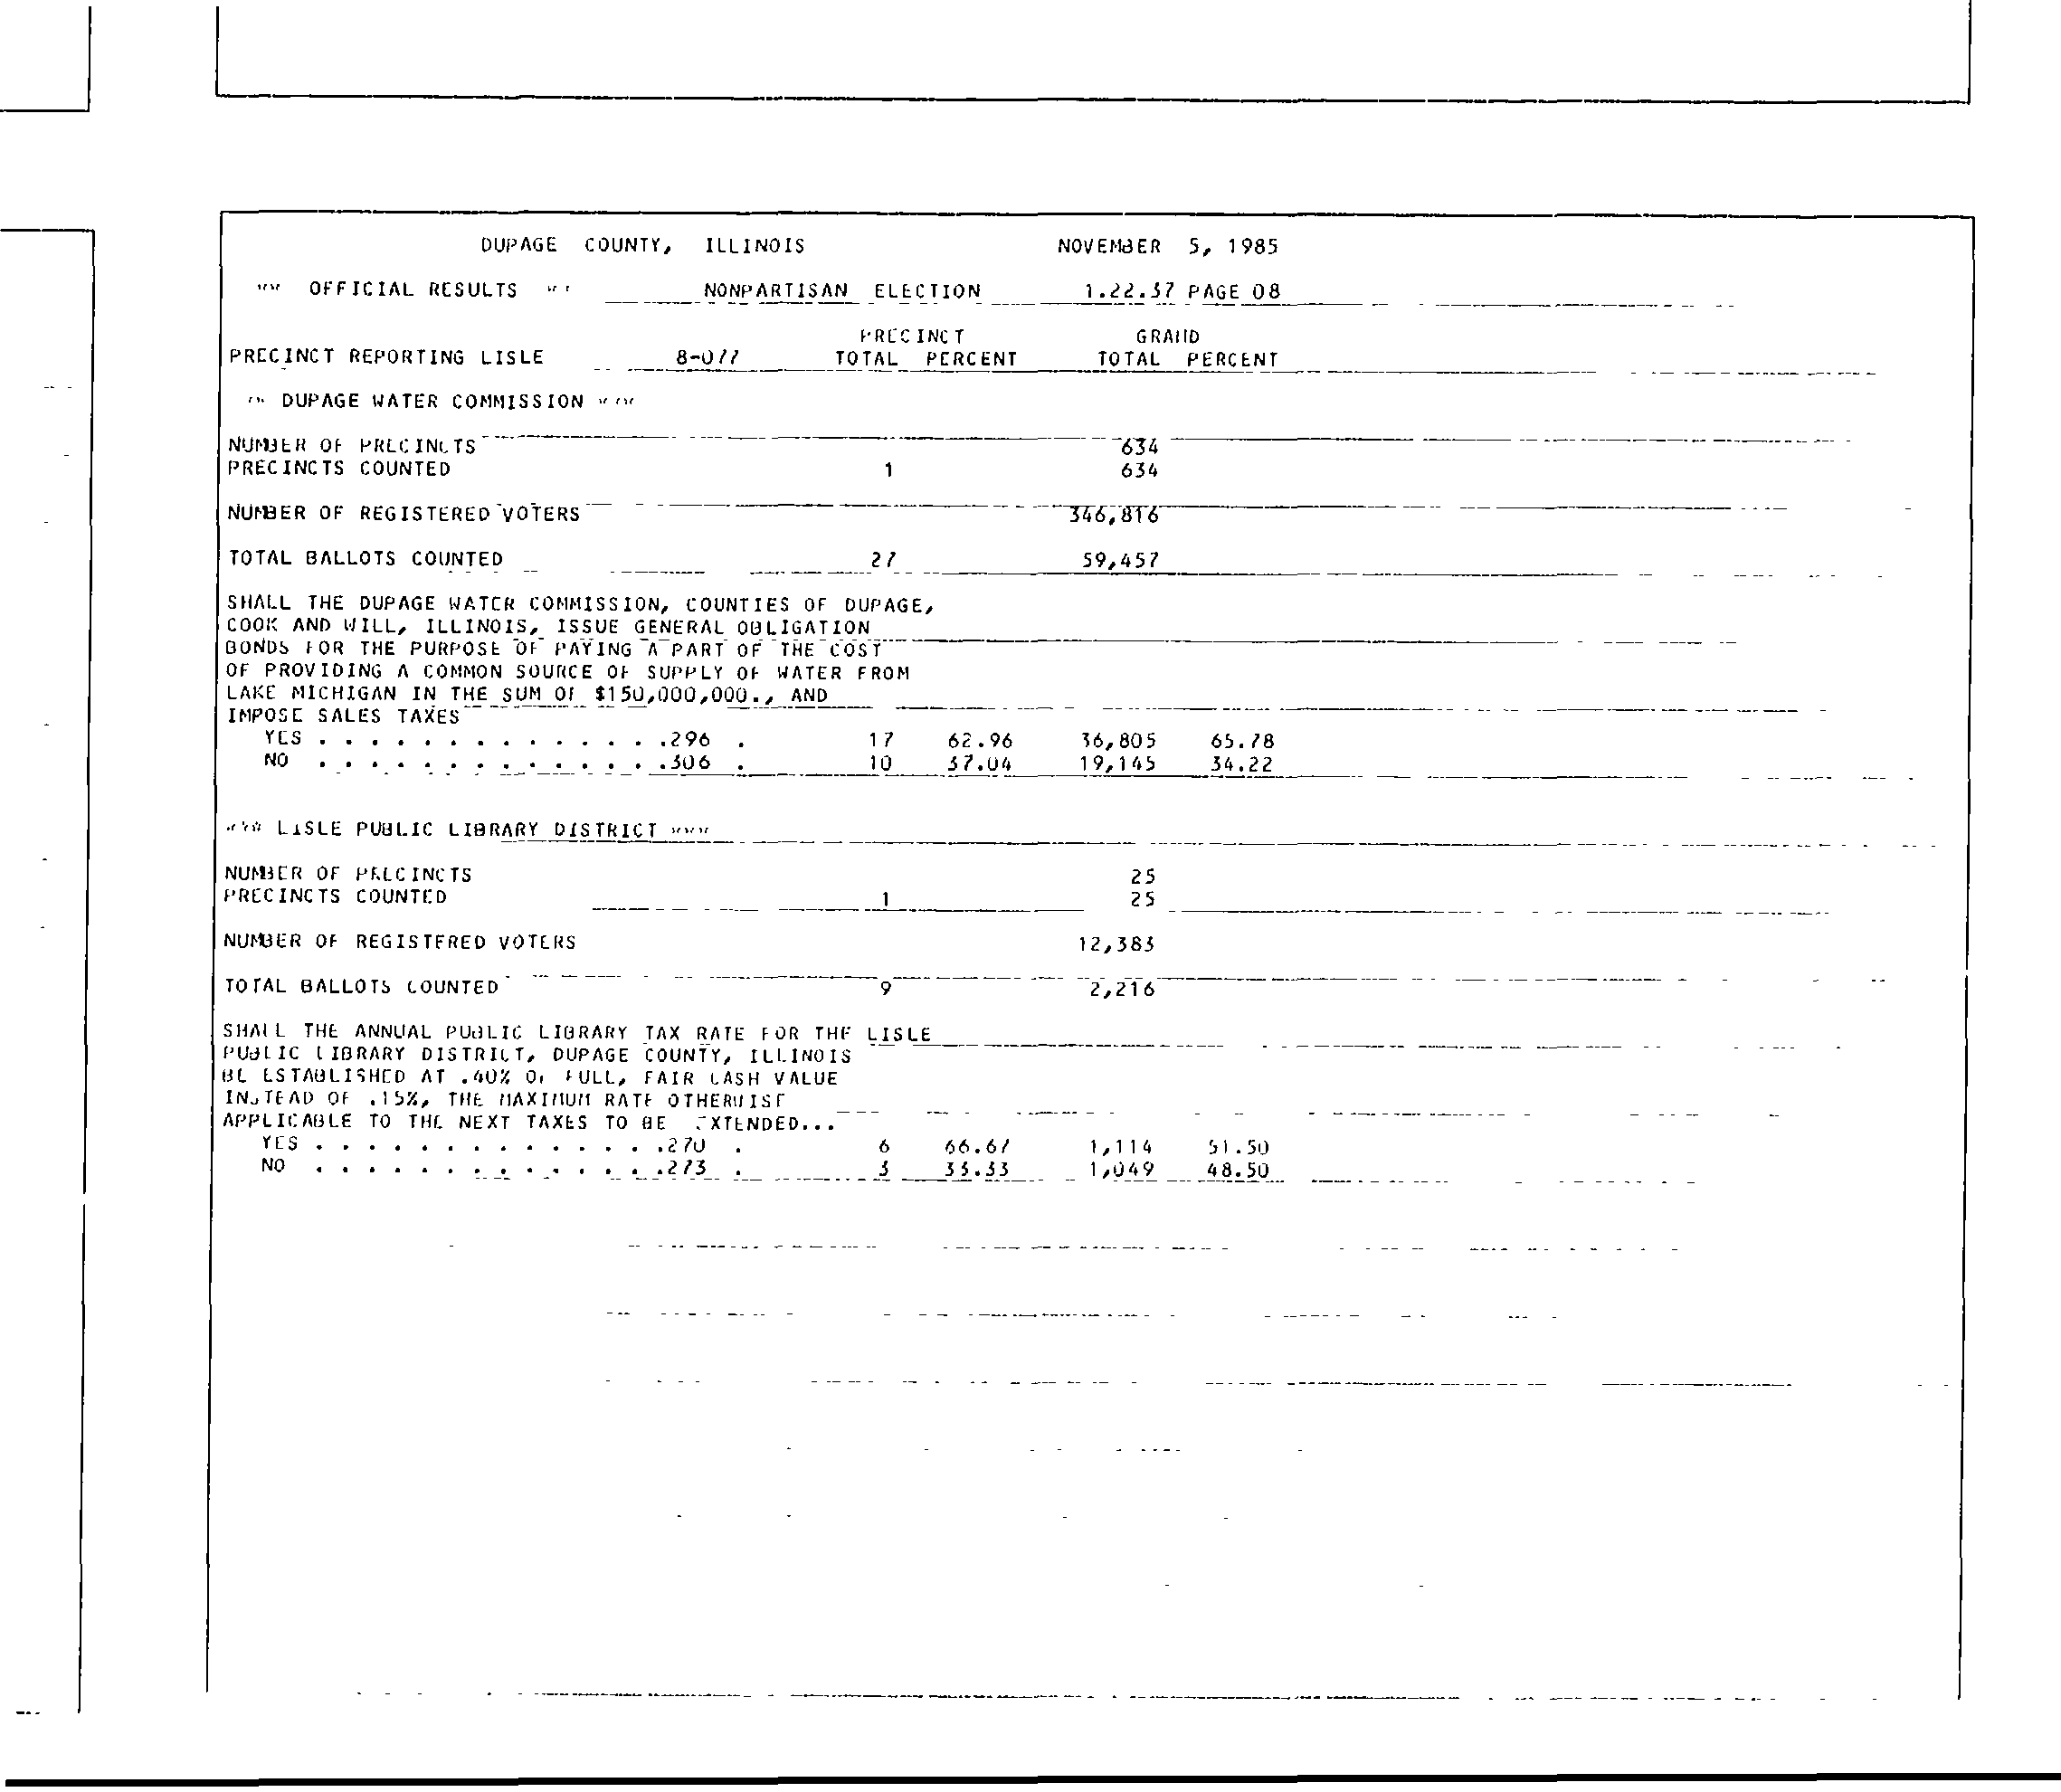 DUPAGE COUNTY, ILLINOIS NOVEMBER 5, 1985
OFFICIAL RESULTS NONPARTISAN ELECTION 1.22.37 PAGE 08
PRECINCT GRAND
PRECINCT REPORTING LISLE 8-077 TOTAL PERCENT TOTAL PERCENT
DUPAGE WATER COMMISSION ***
NUMBER OF PRECINCTS 634
PRECINCTS COUNTED 1 634
NUMBER OF REGISTERED VOTERS 346,816
TOTAL BALLOTS COUNTED 27 59,457
SHALL THE DUPAGE WATER COMMISSION, COUNTIES OF DUPAGE,
COOK AND WILL, ILLINOIS, ISSUE GENERAL OBLIGATION
BONDS FOR THE PURPOSE OF PAYING A PART OF THE COST
OF PROVIDING A COMMON SOURCE OF SUPPLY OF WATER FROM
LAKE MICHIGAN IN THE SUM OF $150,000,000., AND
IMPOSE SALES TAXES
YES . . . . . . . . . . . . . .296 . 17 62.96 36,805 65.78
NO . . . . . . . . . . . . . .306 . 10 37.04 19,145 34.22
*** LISLE PUBLIC LIBRARY DISTRICT ***
NUMBER OF PRECINCTS 25
PRECINCTS COUNTED 1 25
NUMBER OF REGISTERED VOTERS 12,383
TOTAL BALLOTS COUNTED 9 2,216
SHALL THE ANNUAL PUBLIC LIBRARY TAX RATE FOR THE LISLE
PUBLIC LIBRARY DISTRICT, DUPAGE COUNTY, ILLINOIS
BE ESTABLISHED AT .40% OF FULL, FAIR CASH VALUE
INSTEAD OF .15%, THE MAXIMUM RATE OTHERWISE
APPLICABLE TO THE NEXT TAXES TO BE EXTENDED...
YES . . . . . . . . . . . . . .270 . 6 66.67 1,114 51.50
NO . . . . . . . . . . . . . .273 . 3 33.33 1,049 48.50